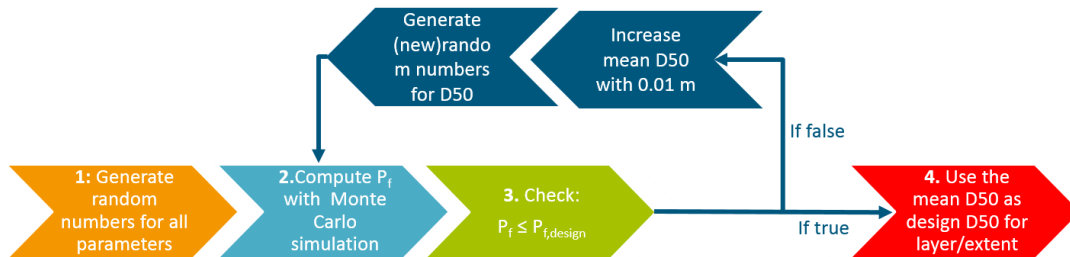 Generate
(new)rando
m numbers
for D50
Increase
mean D50
with 0.01 m
If false
1: Generate
random
numbers for all
parameters
2.Compute Pf
with Monte
Carlo
simulation
3. Check:
Pf ≤ Pf,design
If true
4. Use the
mean D50 as
design D50 for
layer/extent